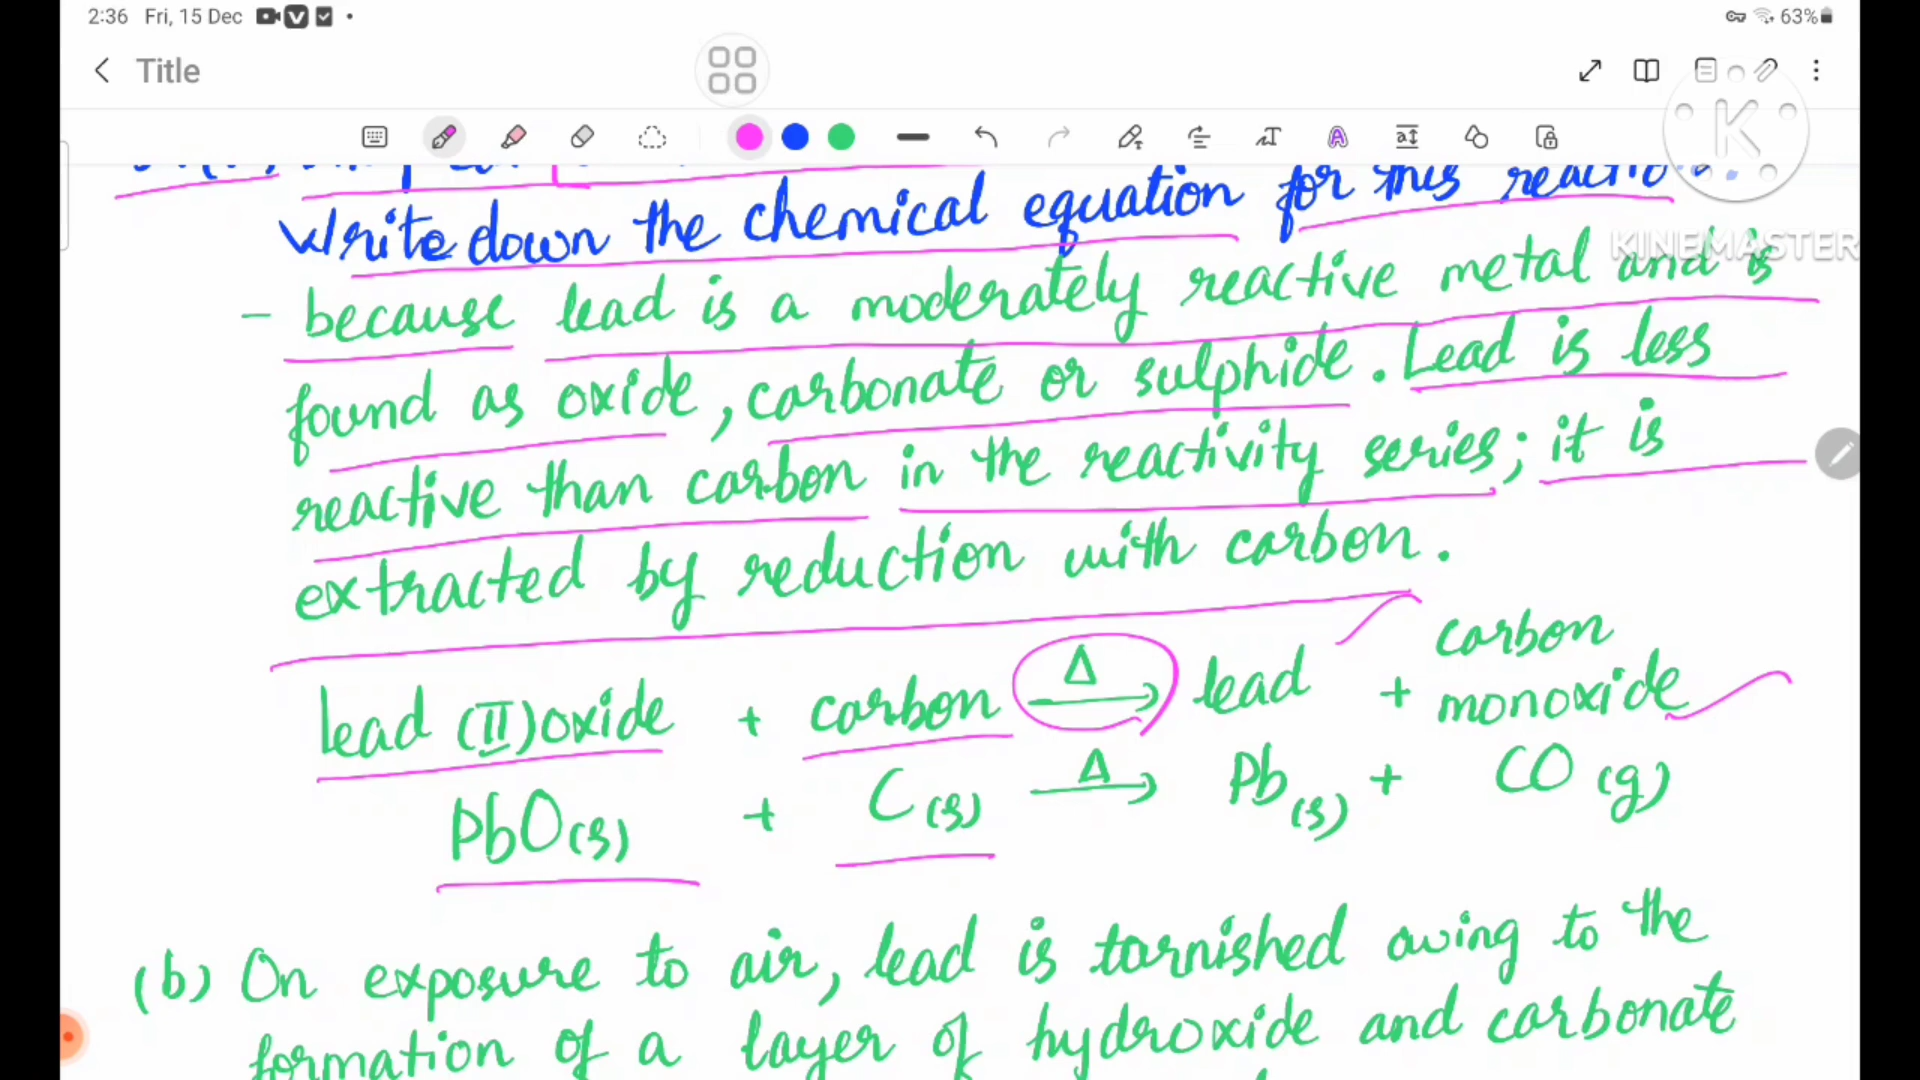 2:36 Fri, 15 Dec 63%
Title
KINEMASTER
Write down the chemical equation for this reaction.
- because lead is a moderately reactive metal and is
found as oxide, carbonate or sulphide. Lead is less
reactive than carbon in the reactivity series; it is
extracted by reduction with carbon.
lead (II) oxide + carbon Δ→ lead + carbon monoxide
PbO(s) + C(s) Δ→ Pb(s) + CO(g)
(b) On exposure to air, lead is tarnished owing to the
formation of a layer of hydroxide and carbonate